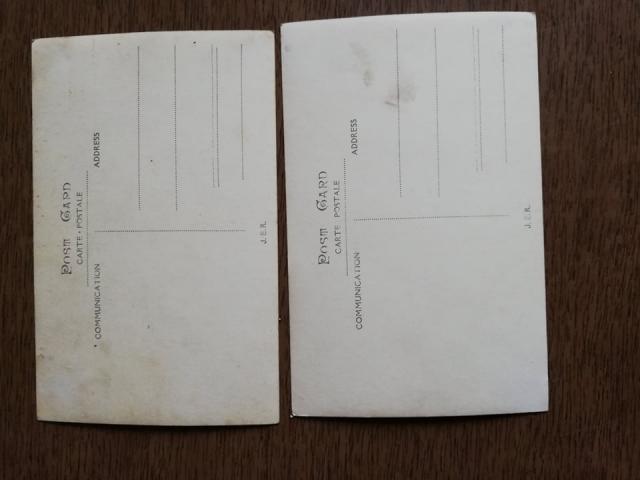 POST CARD
CARTE • POSTALE
COMMUNICATION
ADDRESS
J. E. R.
POST CARD
CARTE POSTALE
COMMUNICATION
ADDRESS
J. E. R.